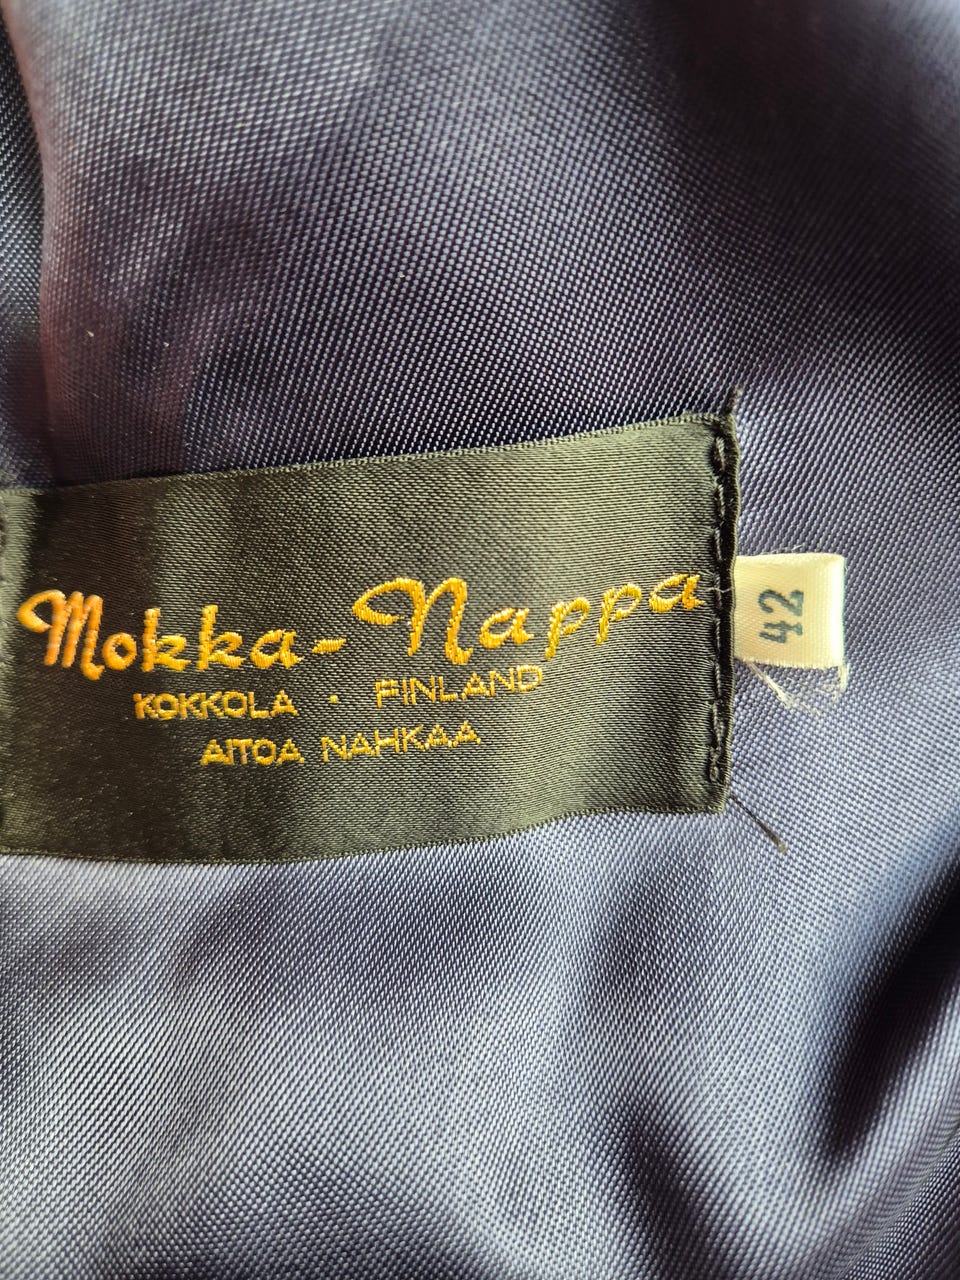 Mokka-Nappa
KOKKOLA · FINLAND
AITOA NAHKAA
42